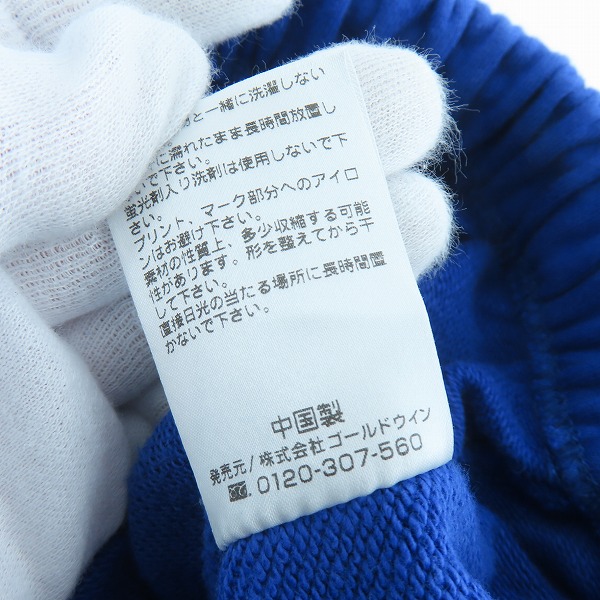 と一緒に洗濯しない
に濡れたまま長時間放置し
いで下さい。
蛍光剤入り洗剤は使用しないで下
さい。
プリント、マーク部分へのアイロ
ンはお避け下さい。
素材の性質上、多少収縮する可能
性があります。形を整えてから干
して下さい。
直接日光の当たる場所に長時間置
かないで下さい。
中国製
発売元/株式会社ゴールドウイン
0120-307-560